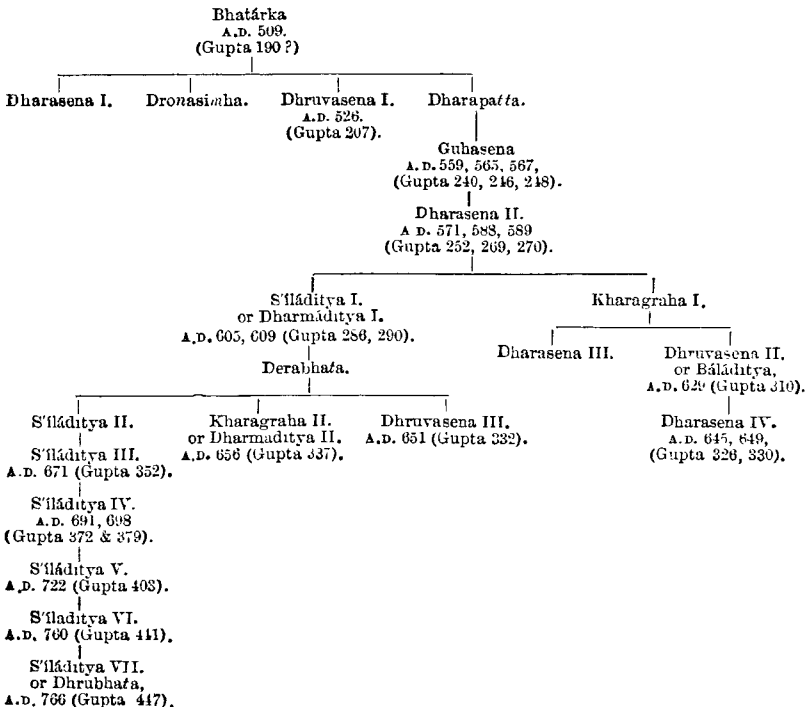 Bhatárka
A.D. 509.
(Gupta 190 ?)
Dharasena I. Dronasimha. Dhruvasena I. Dharapatta.
A.D. 526.
(Gupta 207).
Guhasena
A.D. 559, 565, 567,
(Gupta 240, 246, 248).
Dharasena II.
A D. 571, 588, 589
(Gupta 252, 269, 270).
S'íláditya I. Kharagraha I.
or Dharmáditya I.
A.D. 605, 609 (Gupta 286, 290).
Dharasena III. Dhruvasena II.
or Báláditya,
A.D. 629 (Gupta 310).
Derabhata.
S'íláditya II. Kharagraha II. Dhruvasena III. Dharasena IV.
or Dharmaditya II. A.D. 651 (Gupta 332). A.D. 645, 649,
S'íláditya III. A.D. 656 (Gupta 337). (Gupta 326, 330).
A.D. 671 (Gupta 352).
S'íláditya IV.
A.D. 691, 698
(Gupta 372 & 379).
S'íláditya V.
A.D. 722 (Gupta 403).
S'íladitya VI.
A.D. 760 (Gupta 441).
S'íláditya VII.
or Dhrubhata,
A.D. 766 (Gupta 447).